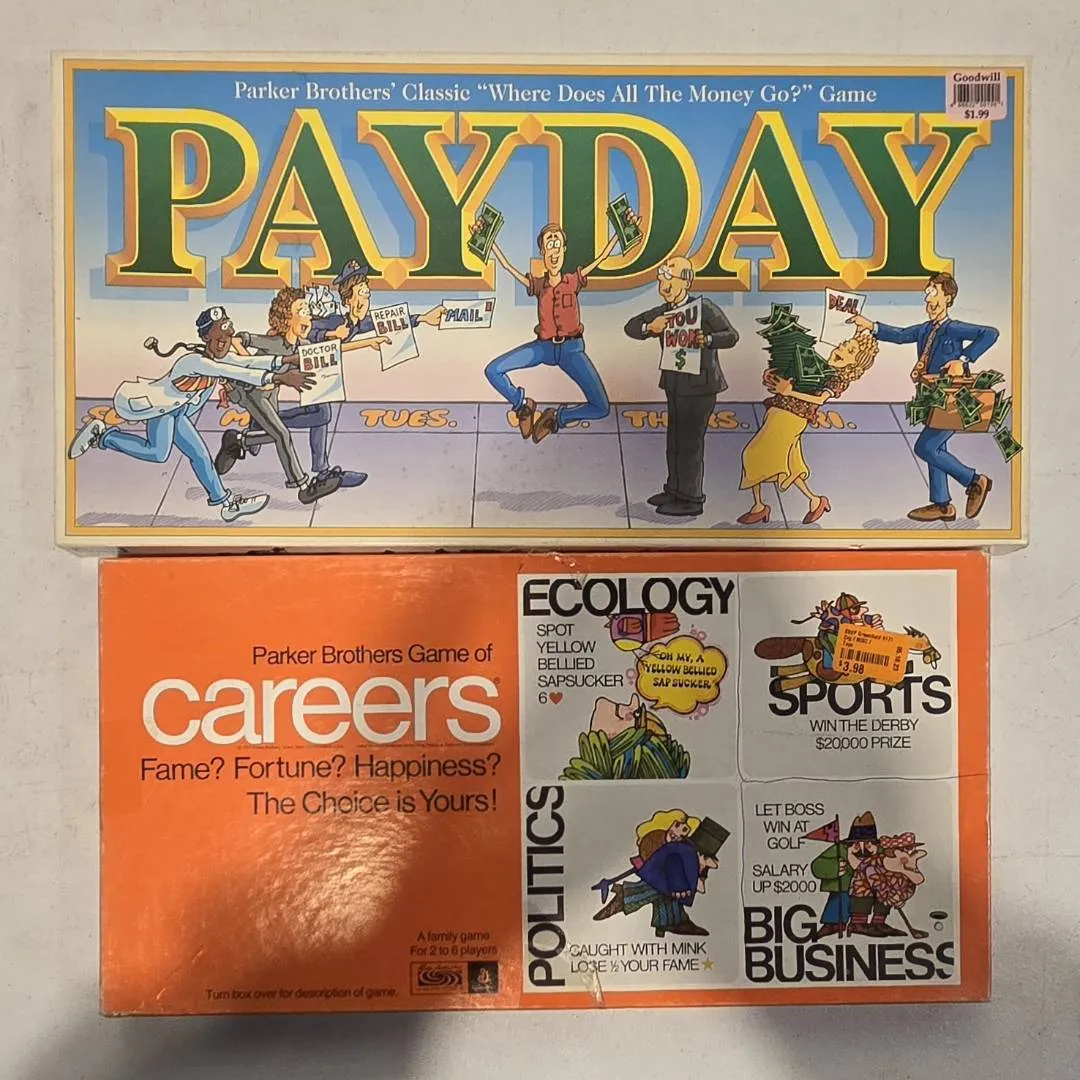 Parker Brothers' Classic "Where Does All The Money Go?" Game
Goodwill
$1.99
PAYDAY
REPAIR
BILL
MAIL
DOCTOR
BILL
YOU
WON
$
DEAL
TUES.
Parker Brothers Game of
careers®
Fame? Fortune? Happiness?
The Choice is Yours!
A family game
For 2 to 6 players
Turn box over for description of game.
ECOLOGY
SPOT
YELLOW
BELLIED
SAPSUCKER
6♥
OH MY, A
YELLOW BELLIED
SAPSUCKER
$3.98
SPORTS
WIN THE DERBY
$20,000 PRIZE
POLITICS
CAUGHT WITH MINK
LOSE ½ YOUR FAME★
LET BOSS
WIN AT
GOLF
SALARY
UP $2000
BIG
BUSINESS